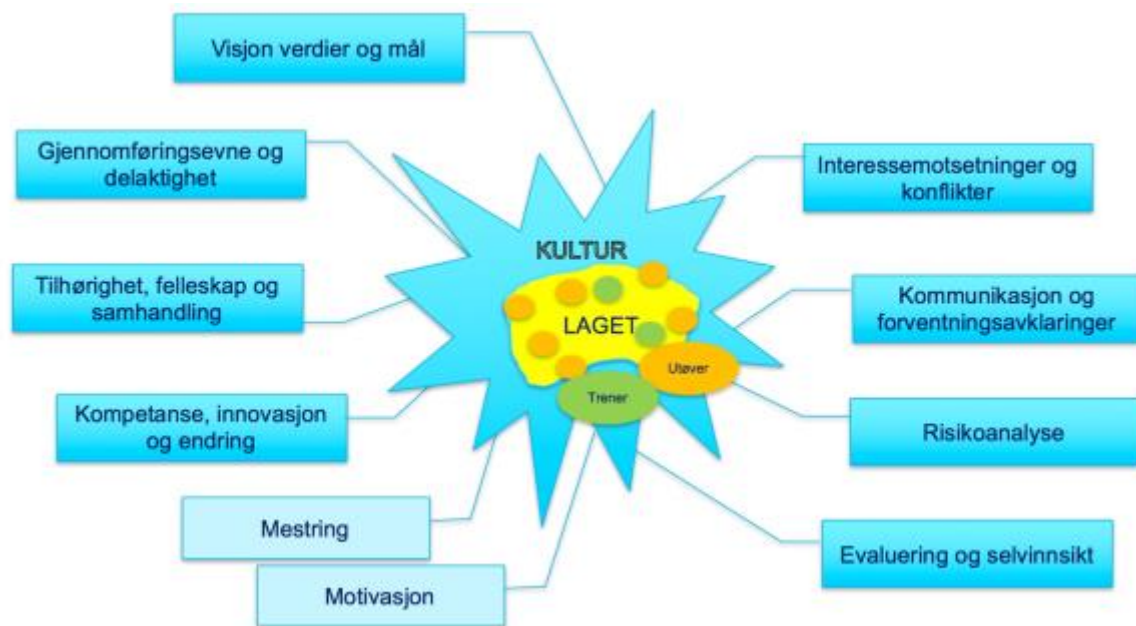 Visjon verdier og mål
Gjennomføringsevne og
delaktighet
Interessemotsetninger og
konflikter
KULTUR
Tilhørighet, felleskap og
samhandling
LAGET
Kommunikasjon og
forventningsavklaringer
Utøver
Trener
Kompetanse, innovasjon
og endring
Risikoanalyse
Mestring
Evaluering og selvinnsikt
Motivasjon